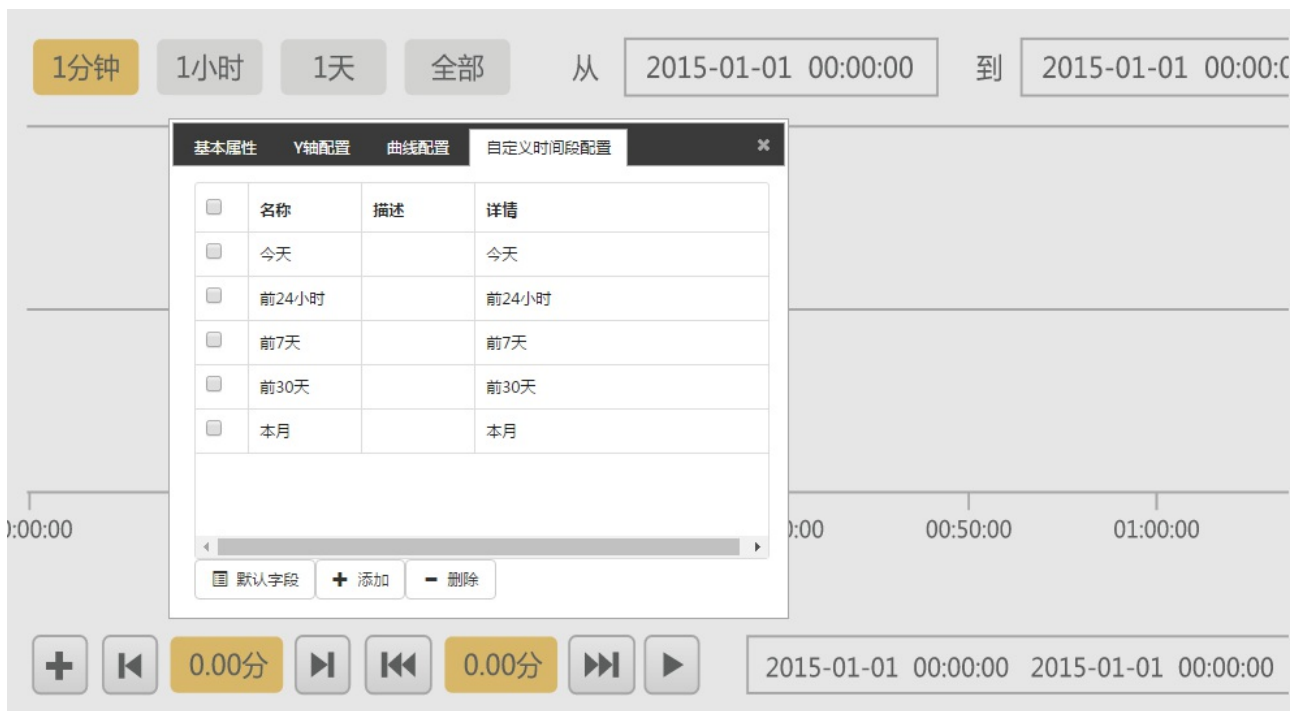 1分钟 1小时 1天 全部 从 2015-01-01 00:00:00 到 2015-01-01 00:00:0
基本属性 Y轴配置 曲线配置 自定义时间段配置
名称 描述 详情
今天 今天
前24小时 前24小时
前7天 前7天
前30天 前30天
本月 本月
:00:00 :00 00:50:00 01:00:00
默认字段 添加 删除
0.00分 0.00分 2015-01-01 00:00:00 2015-01-01 00:00:00